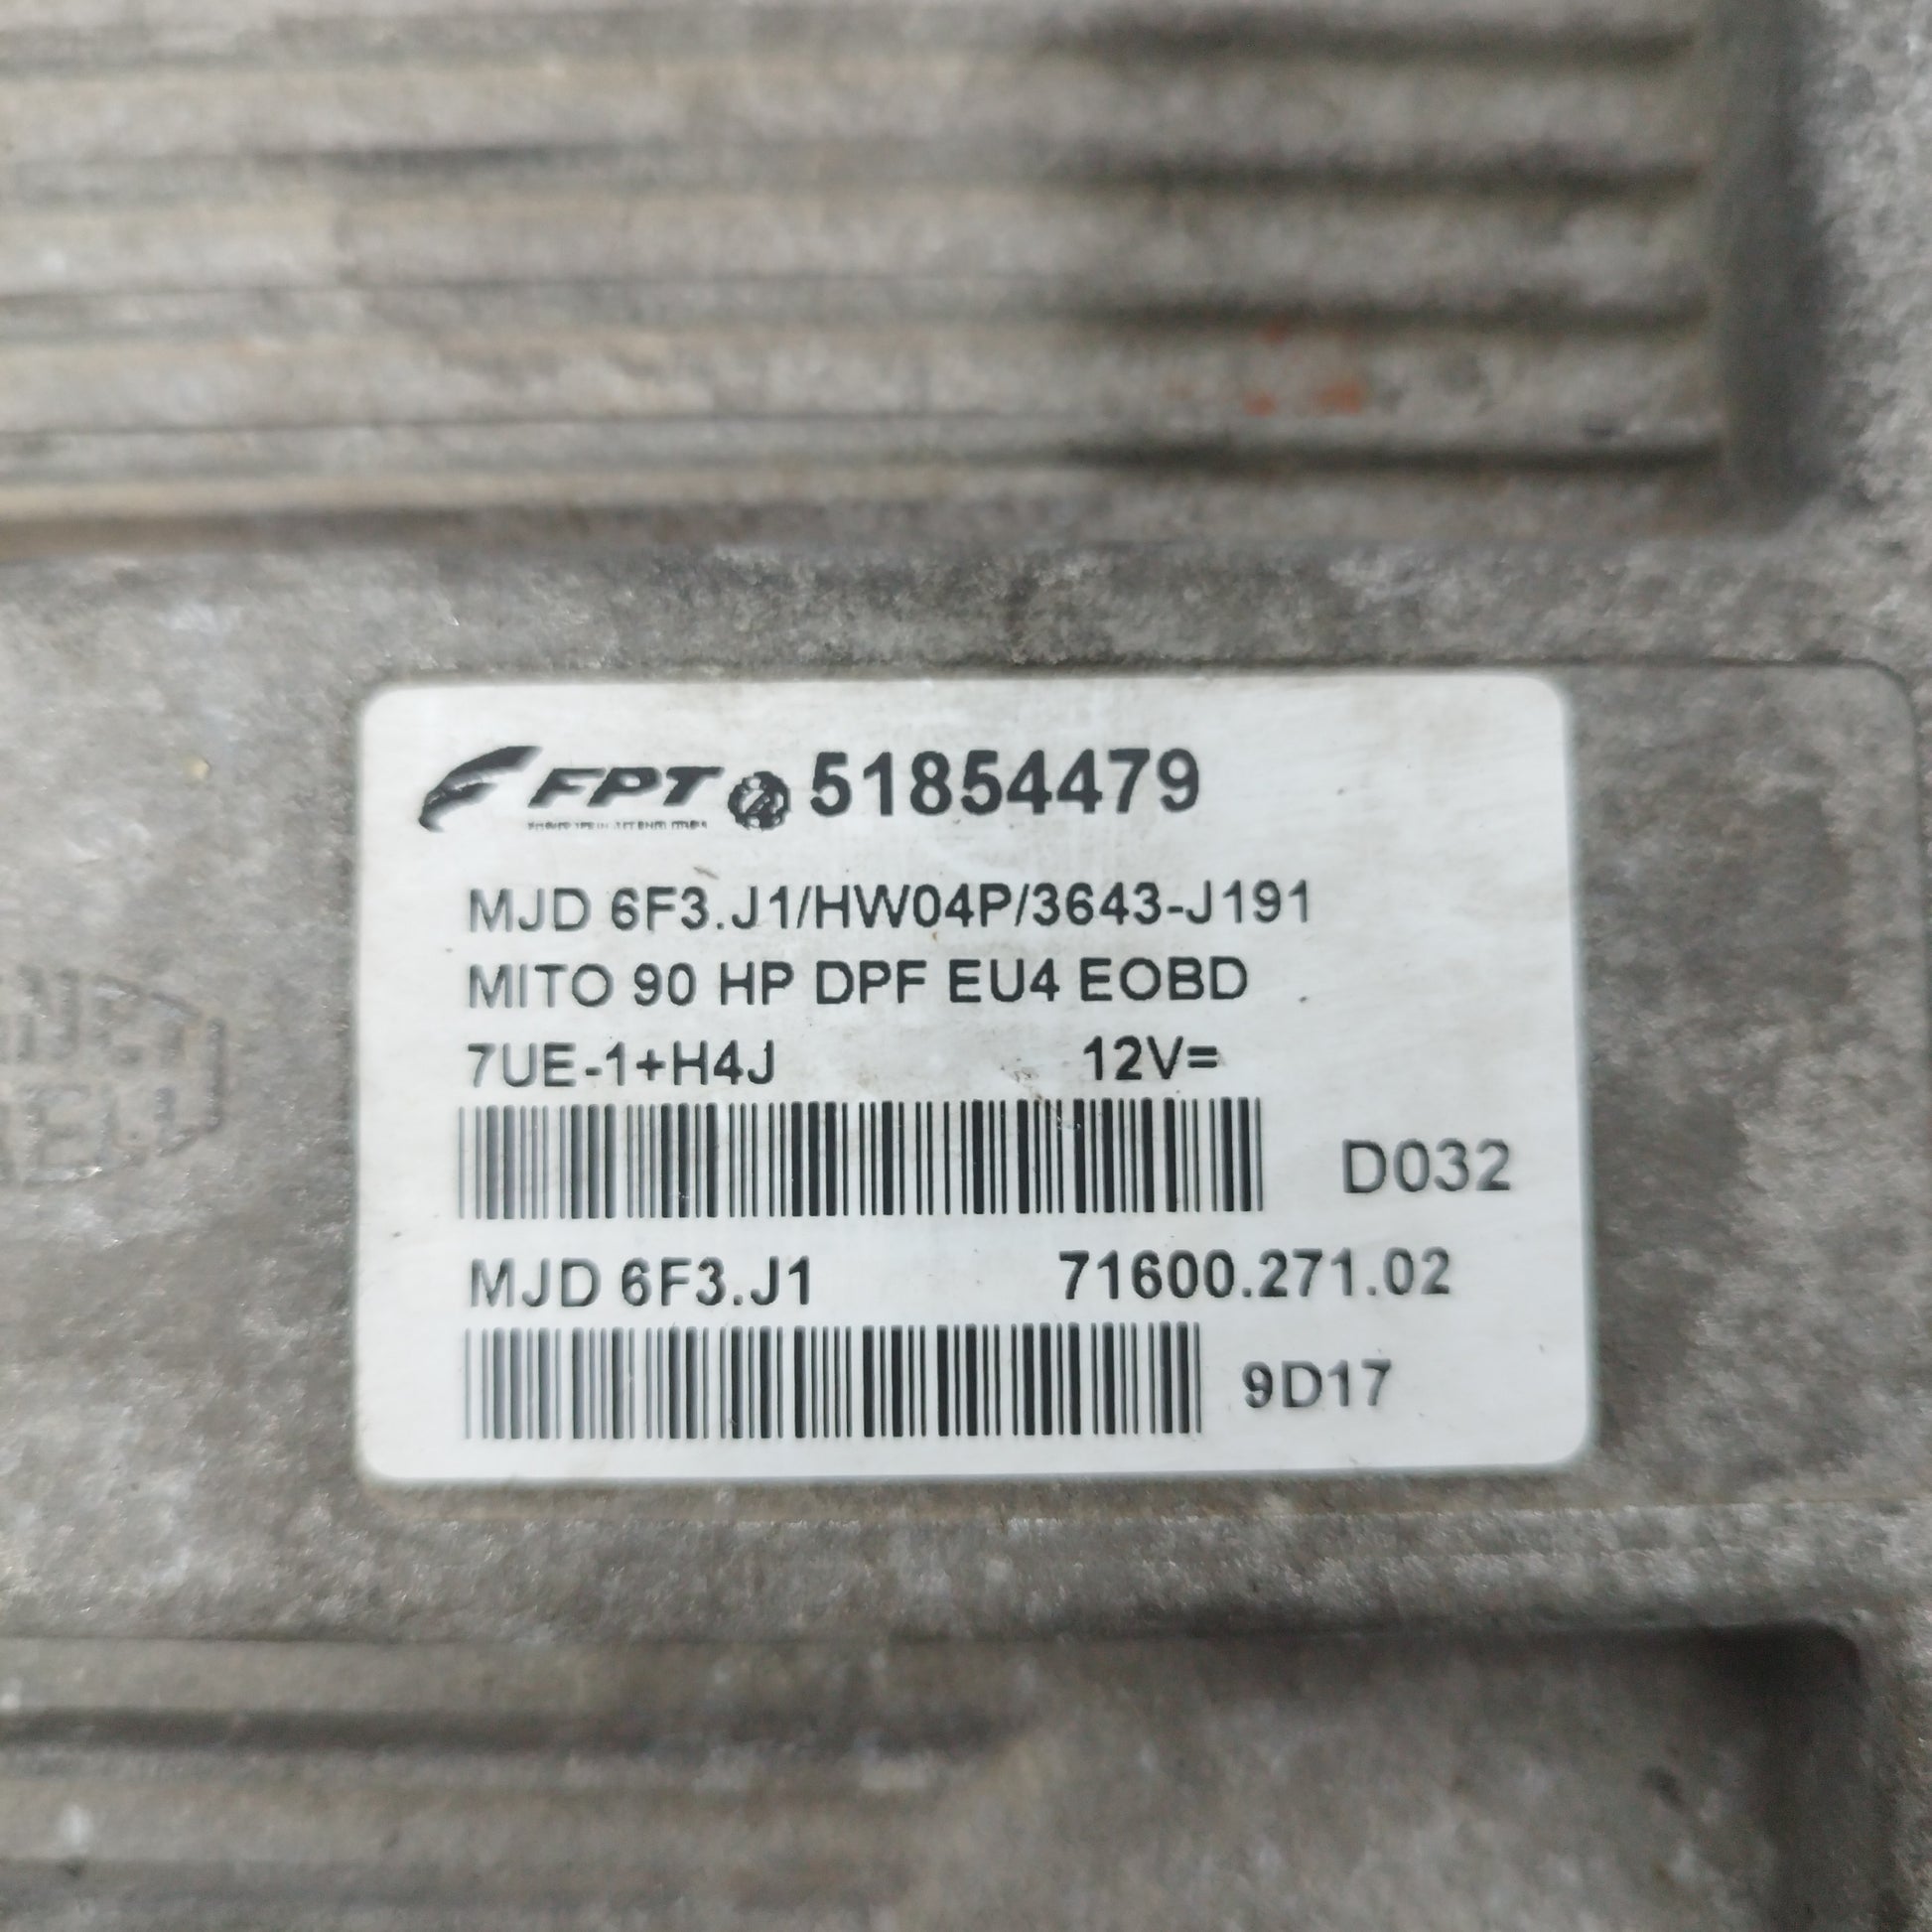 FPT 51854479
MJD 6F3.J1/HW04P/3643-J191
MITO 90 HP DPF EU4 EOBD
7UE-1+H4J 12V=
D032
MJD 6F3.J1 71600.271.02
9D17